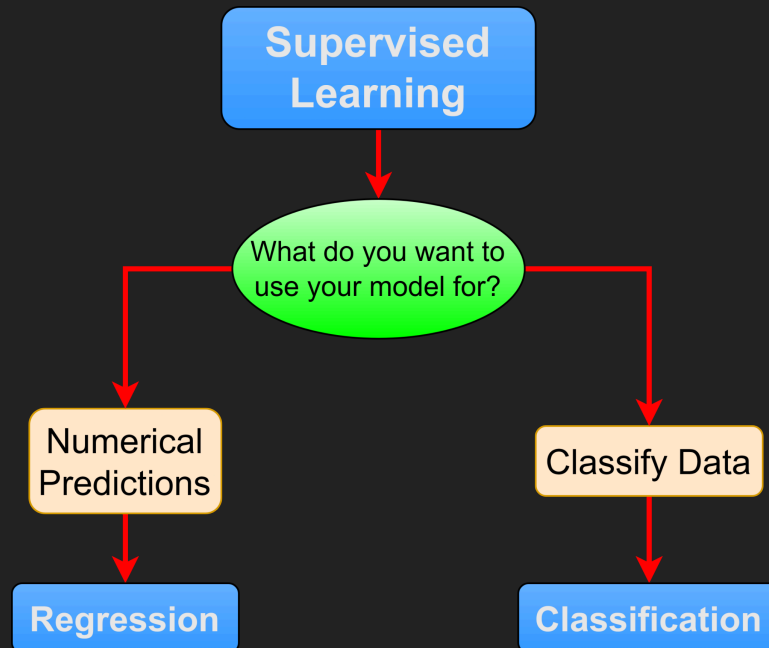 Supervised
Learning
What do you want to
use your model for?
Numerical
Predictions
Classify Data
Regression
Classification